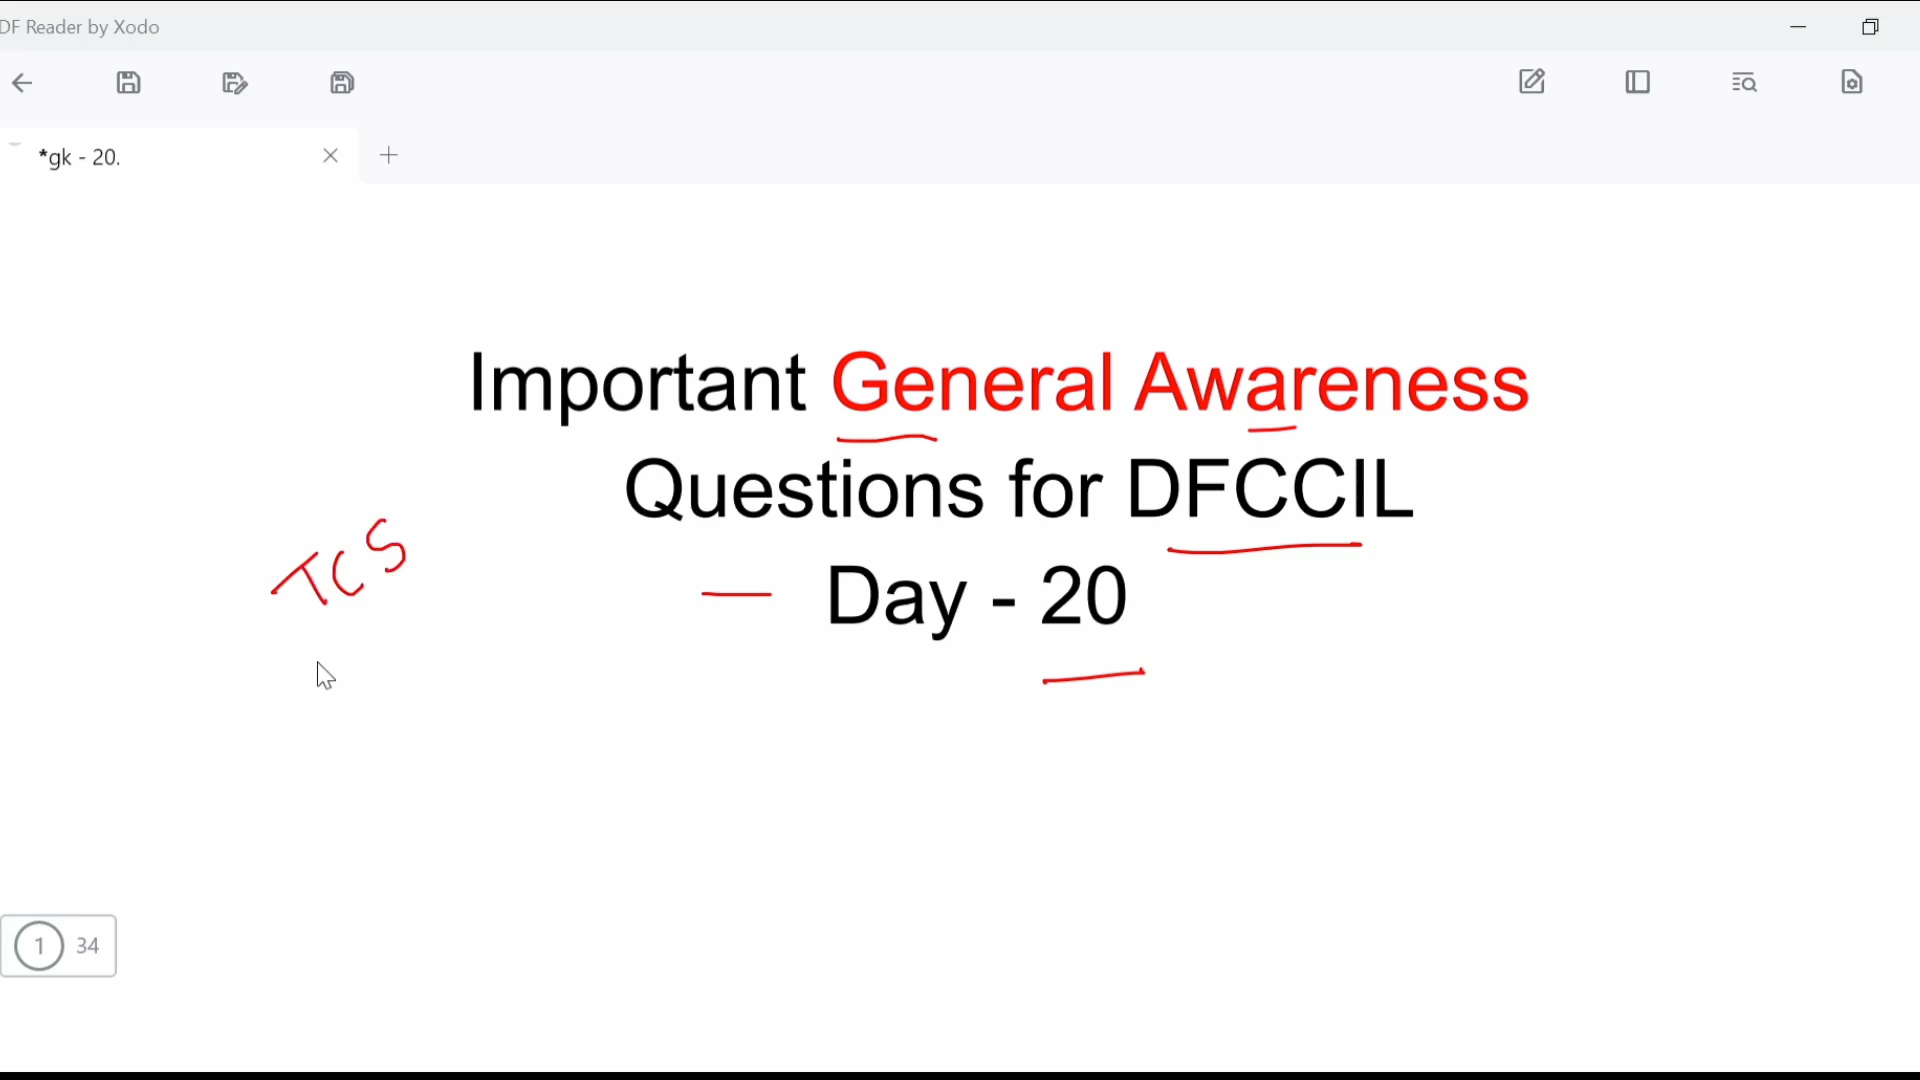 DF Reader by Xodo
*gk - 20.
Important General Awareness
Questions for DFCCIL
TCS
Day - 20
1 34